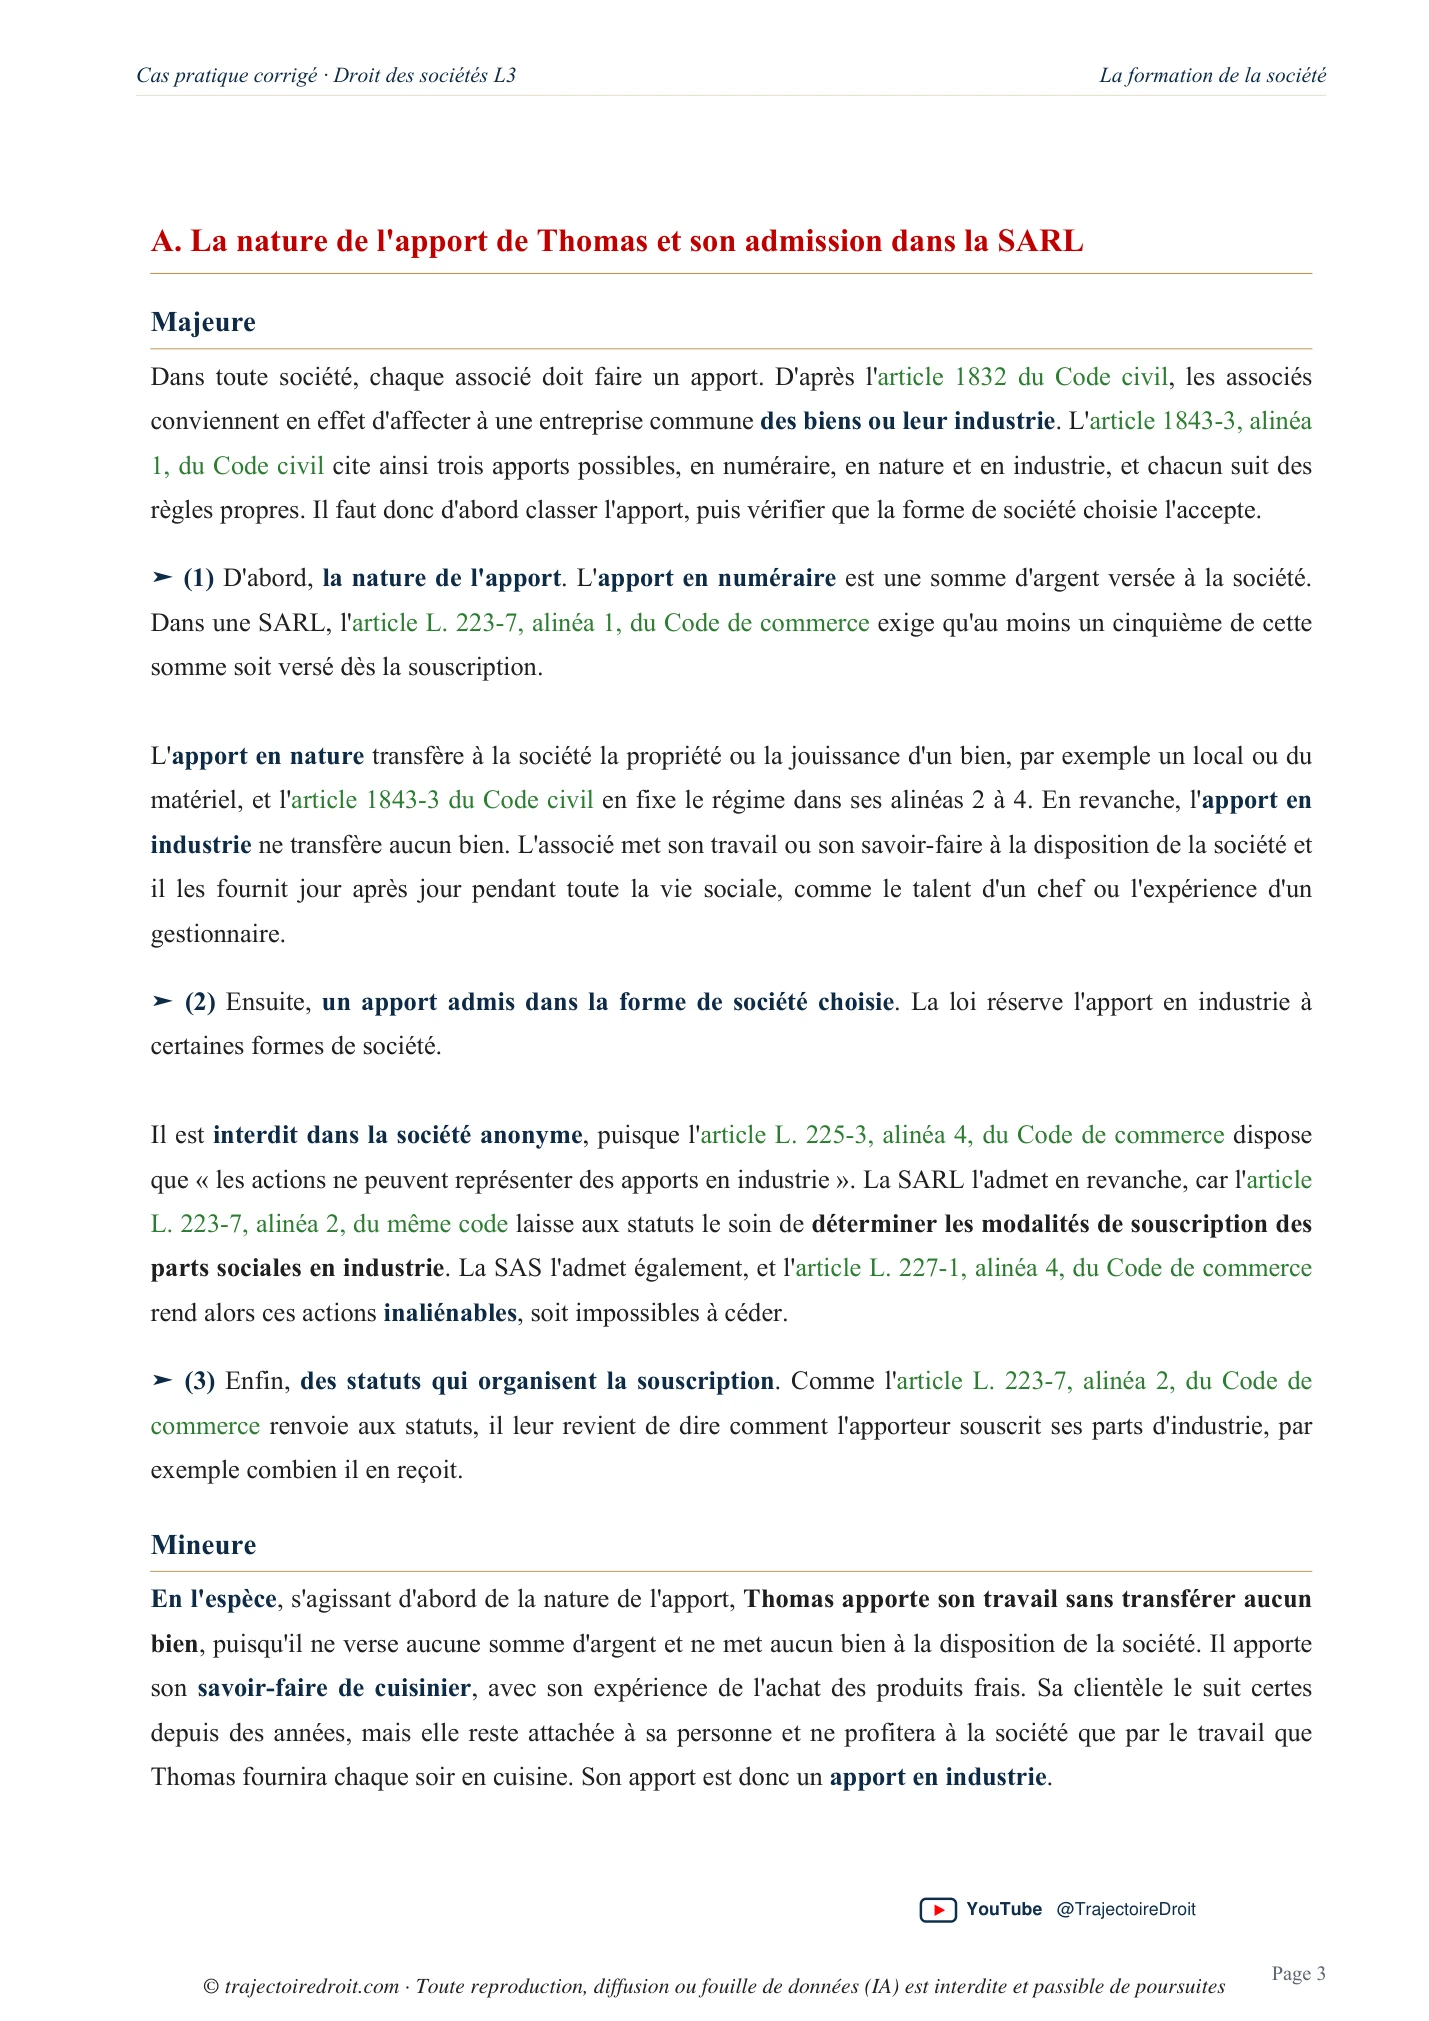 Cas pratique corrigé · Droit des sociétés L3
La formation de la société
A. La nature de l'apport de Thomas et son admission dans la SARL
Majeure
Dans toute société, chaque associé doit faire un apport. D'après l'article 1832 du Code civil, les associés
conviennent en effet d'affecter à une entreprise commune des biens ou leur industrie. L'article 1843-3, alinéa
1, du Code civil cite ainsi trois apports possibles, en numéraire, en nature et en industrie, et chacun suit des
règles propres. Il faut donc d'abord classer l'apport, puis vérifier que la forme de société choisie l'accepte.
➤ (1) D'abord, la nature de l'apport. L'apport en numéraire est une somme d'argent versée à la société.
Dans une SARL, l'article L. 223-7, alinéa 1, du Code de commerce exige qu'au moins un cinquième de cette
somme soit versé dès la souscription.
L'apport en nature transfère à la société la propriété ou la jouissance d'un bien, par exemple un local ou du
matériel, et l'article 1843-3 du Code civil en fixe le régime dans ses alinéas 2 à 4. En revanche, l'apport en
industrie ne transfère aucun bien. L'associé met son travail ou son savoir-faire à la disposition de la société et
il les fournit jour après jour pendant toute la vie sociale, comme le talent d'un chef ou l'expérience d'un
gestionnaire.
➤ (2) Ensuite, un apport admis dans la forme de société choisie. La loi réserve l'apport en industrie à
certaines formes de société.
Il est interdit dans la société anonyme, puisque l'article L. 225-3, alinéa 4, du Code de commerce dispose
que « les actions ne peuvent représenter des apports en industrie ». La SARL l'admet en revanche, car l'article
L. 223-7, alinéa 2, du même code laisse aux statuts le soin de déterminer les modalités de souscription des
parts sociales en industrie. La SAS l'admet également, et l'article L. 227-1, alinéa 4, du Code de commerce
rend alors ces actions inaliénables, soit impossibles à céder.
➤ (3) Enfin, des statuts qui organisent la souscription. Comme l'article L. 223-7, alinéa 2, du Code de
commerce renvoie aux statuts, il leur revient de dire comment l'apporteur souscrit ses parts d'industrie, par
exemple combien il en reçoit.
Mineure
En l'espèce, s'agissant d'abord de la nature de l'apport, Thomas apporte son travail sans transférer aucun
bien, puisqu'il ne verse aucune somme d'argent et ne met aucun bien à la disposition de la société. Il apporte
son savoir-faire de cuisinier, avec son expérience de l'achat des produits frais. Sa clientèle le suit certes
depuis des années, mais elle reste attachée à sa personne et ne profitera à la société que par le travail que
Thomas fournira chaque soir en cuisine. Son apport est donc un apport en industrie.
YouTube @TrajectoireDroit
© trajectoiredroit.com · Toute reproduction, diffusion ou fouille de données (IA) est interdite et passible de poursuites
Page 3